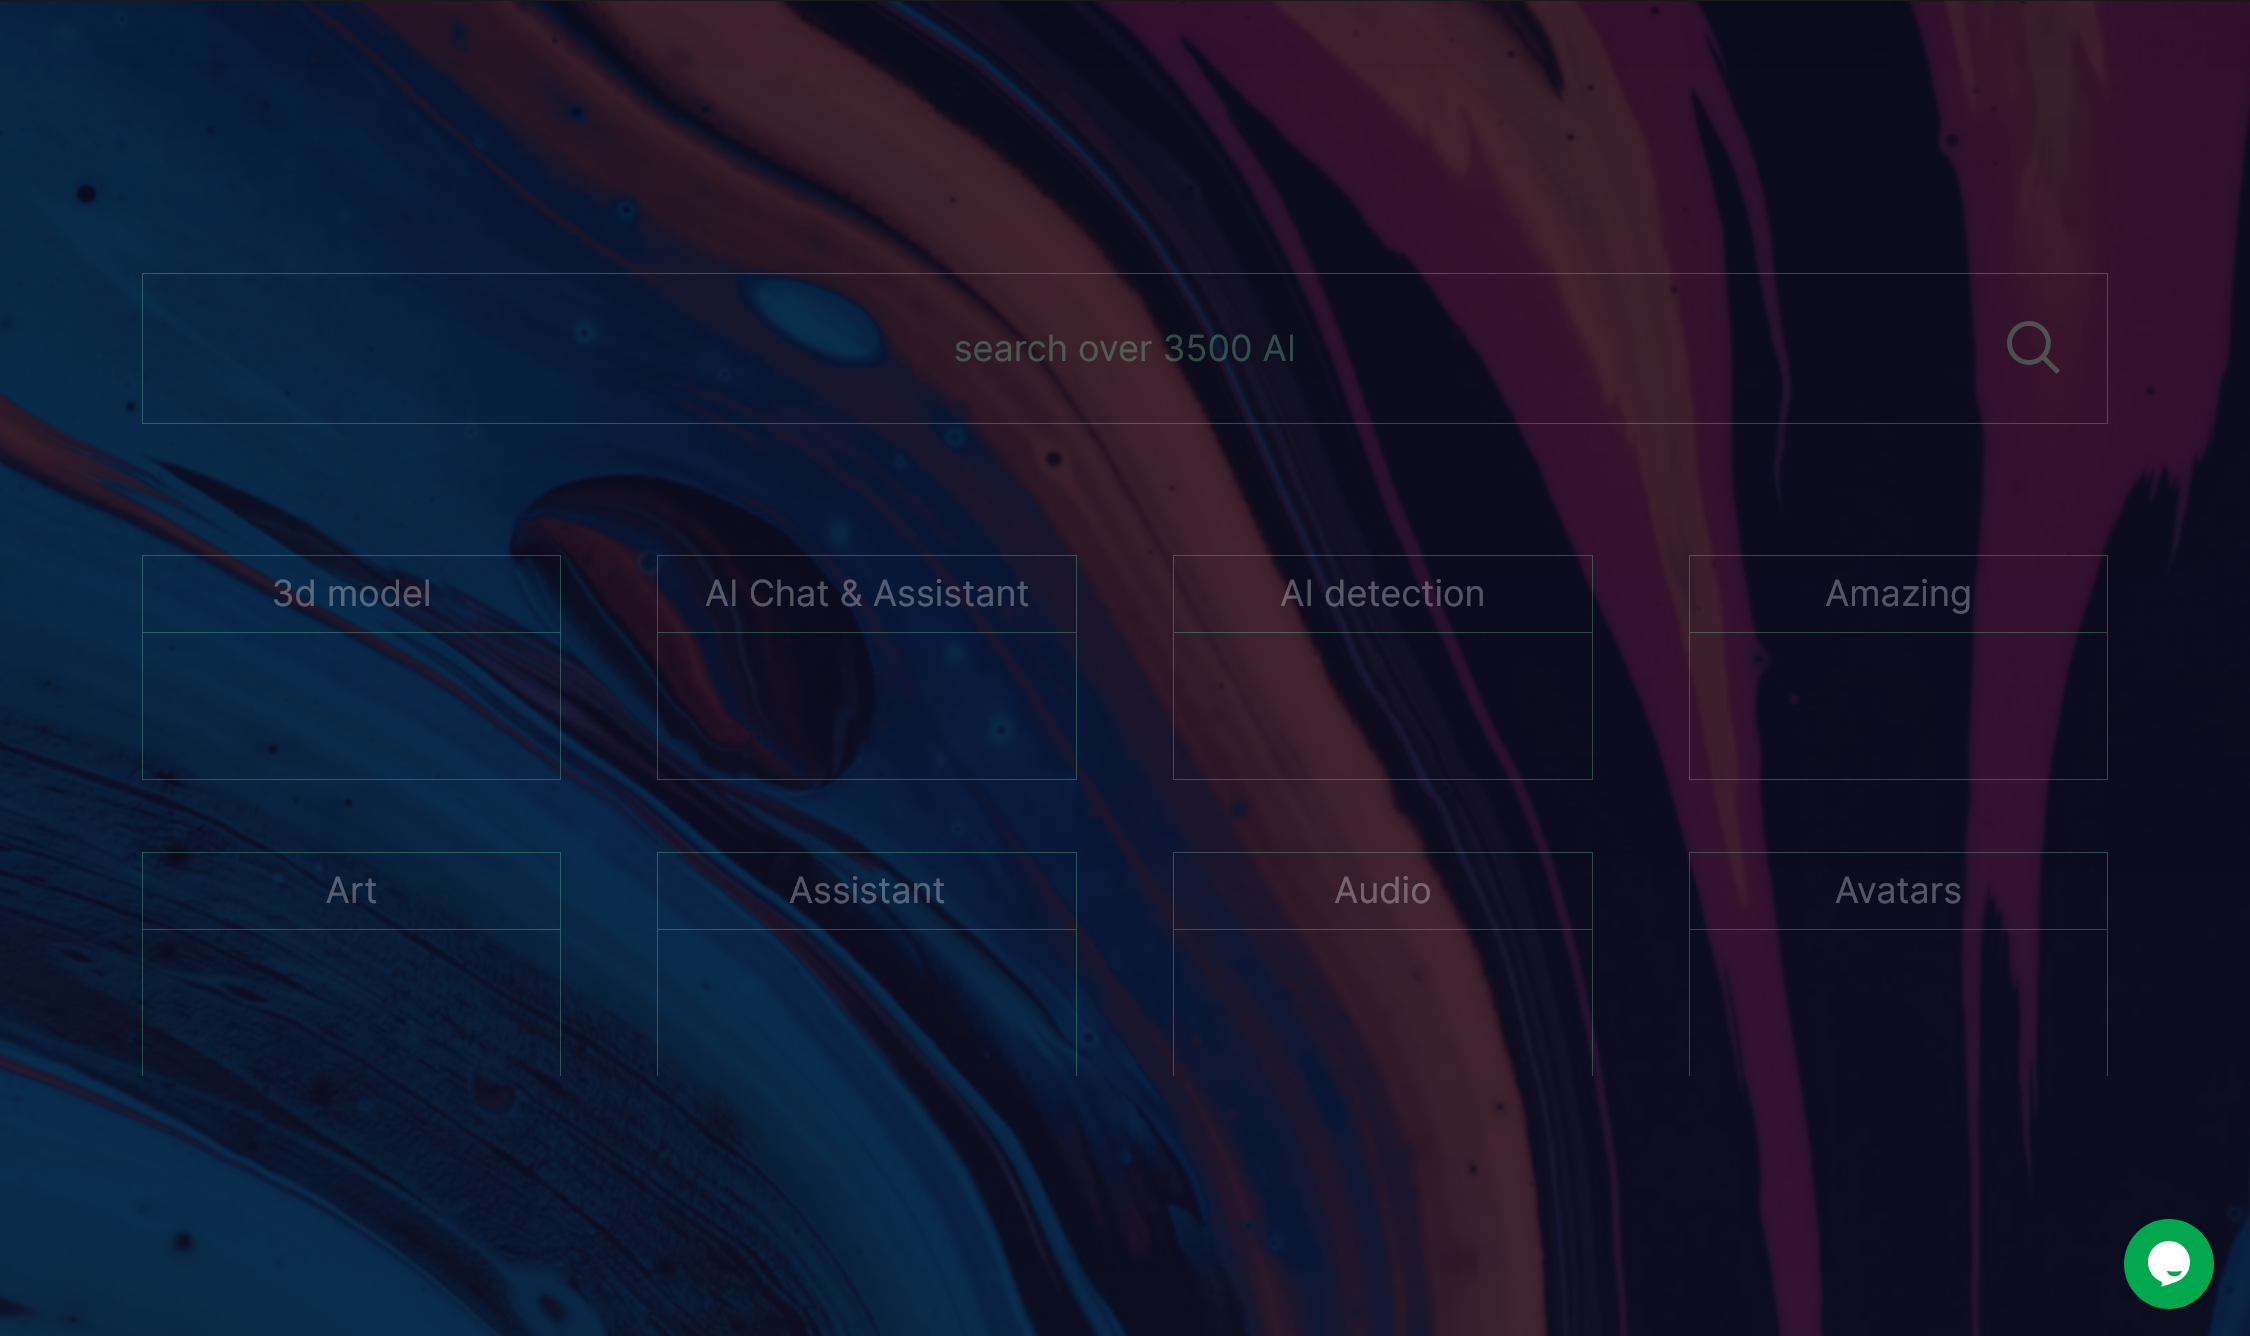 search over 3500 AI
3d model
AI Chat & Assistant
AI detection
Amazing
Art
Assistant
Audio
Avatars